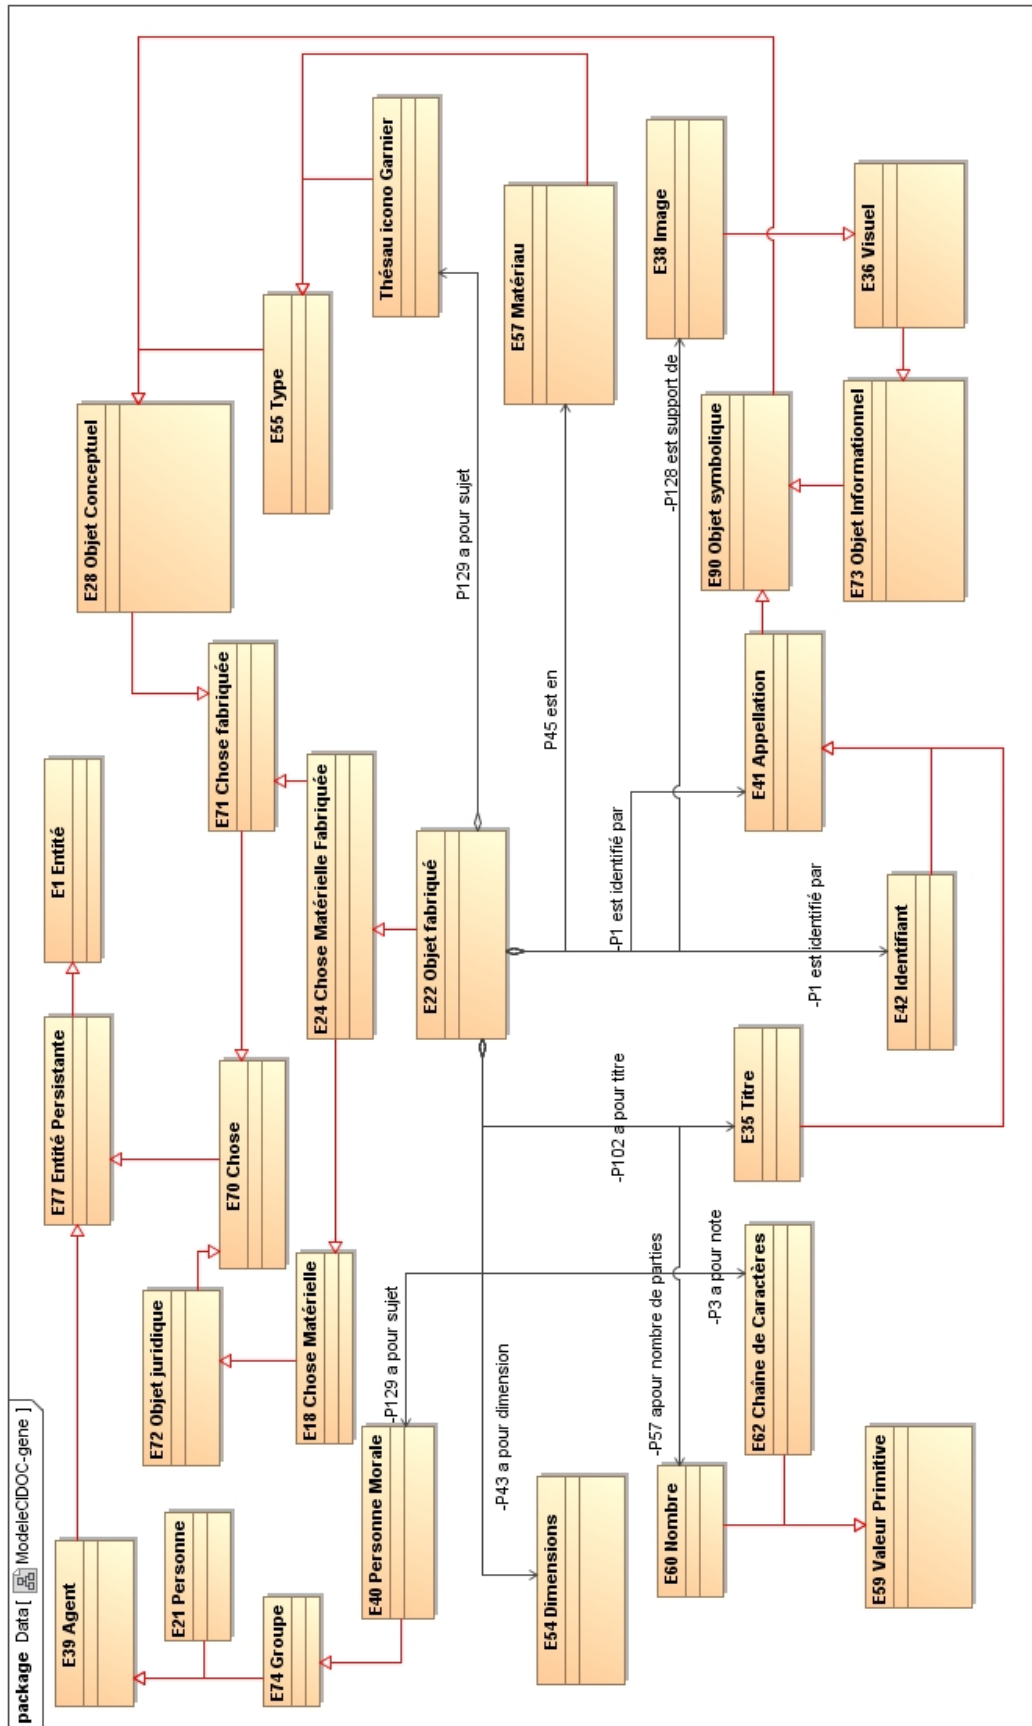 package Data [ ModeleCIDOC-gene ]
E39 Agent
E77 Entité Persistante
E1 Entité
E28 Objet Conceptuel
E72 Objet juridique
E21 Personne
E70 Chose
E71 Chose fabriquée
E55 Type
E74 Groupe
E18 Chose Matérielle
E24 Chose Matérielle Fabriquée
Thésau icono Garnier
E40 Personne Morale
-P129 a pour sujet
E22 Objet fabriqué
P129 a pour sujet
-P43 a pour dimension
E57 Matériau
E54 Dimensions
P45 est en
-P102 a pour titre
-P1 est identifié par
-P57 apour nombre de parties
-P128 est support de
E38 Image
E60 Nombre
-P3 a pour note
E90 Objet symbolique
E35 Titre
E62 Chaîne de Caractères
E41 Appellation
-P1 est identifié par
E73 Objet Informationnel
E36 Visuel
E59 Valeur Primitive
E42 Identifiant